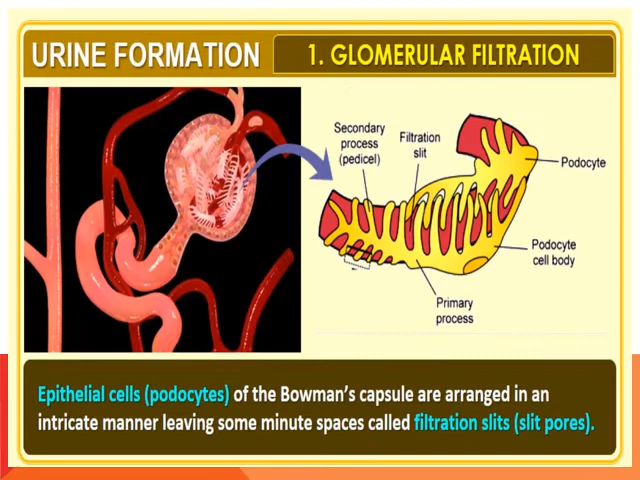 URINE FORMATION
1. GLOMERULAR FILTRATION
Secondary
process
(pedicel)
Filtration
slit
Podocyte
Podocyte
cell body
Primary
process
Epithelial cells (podocytes) of the Bowman's capsule are arranged in an
intricate manner leaving some minute spaces called filtration slits (slit pores).